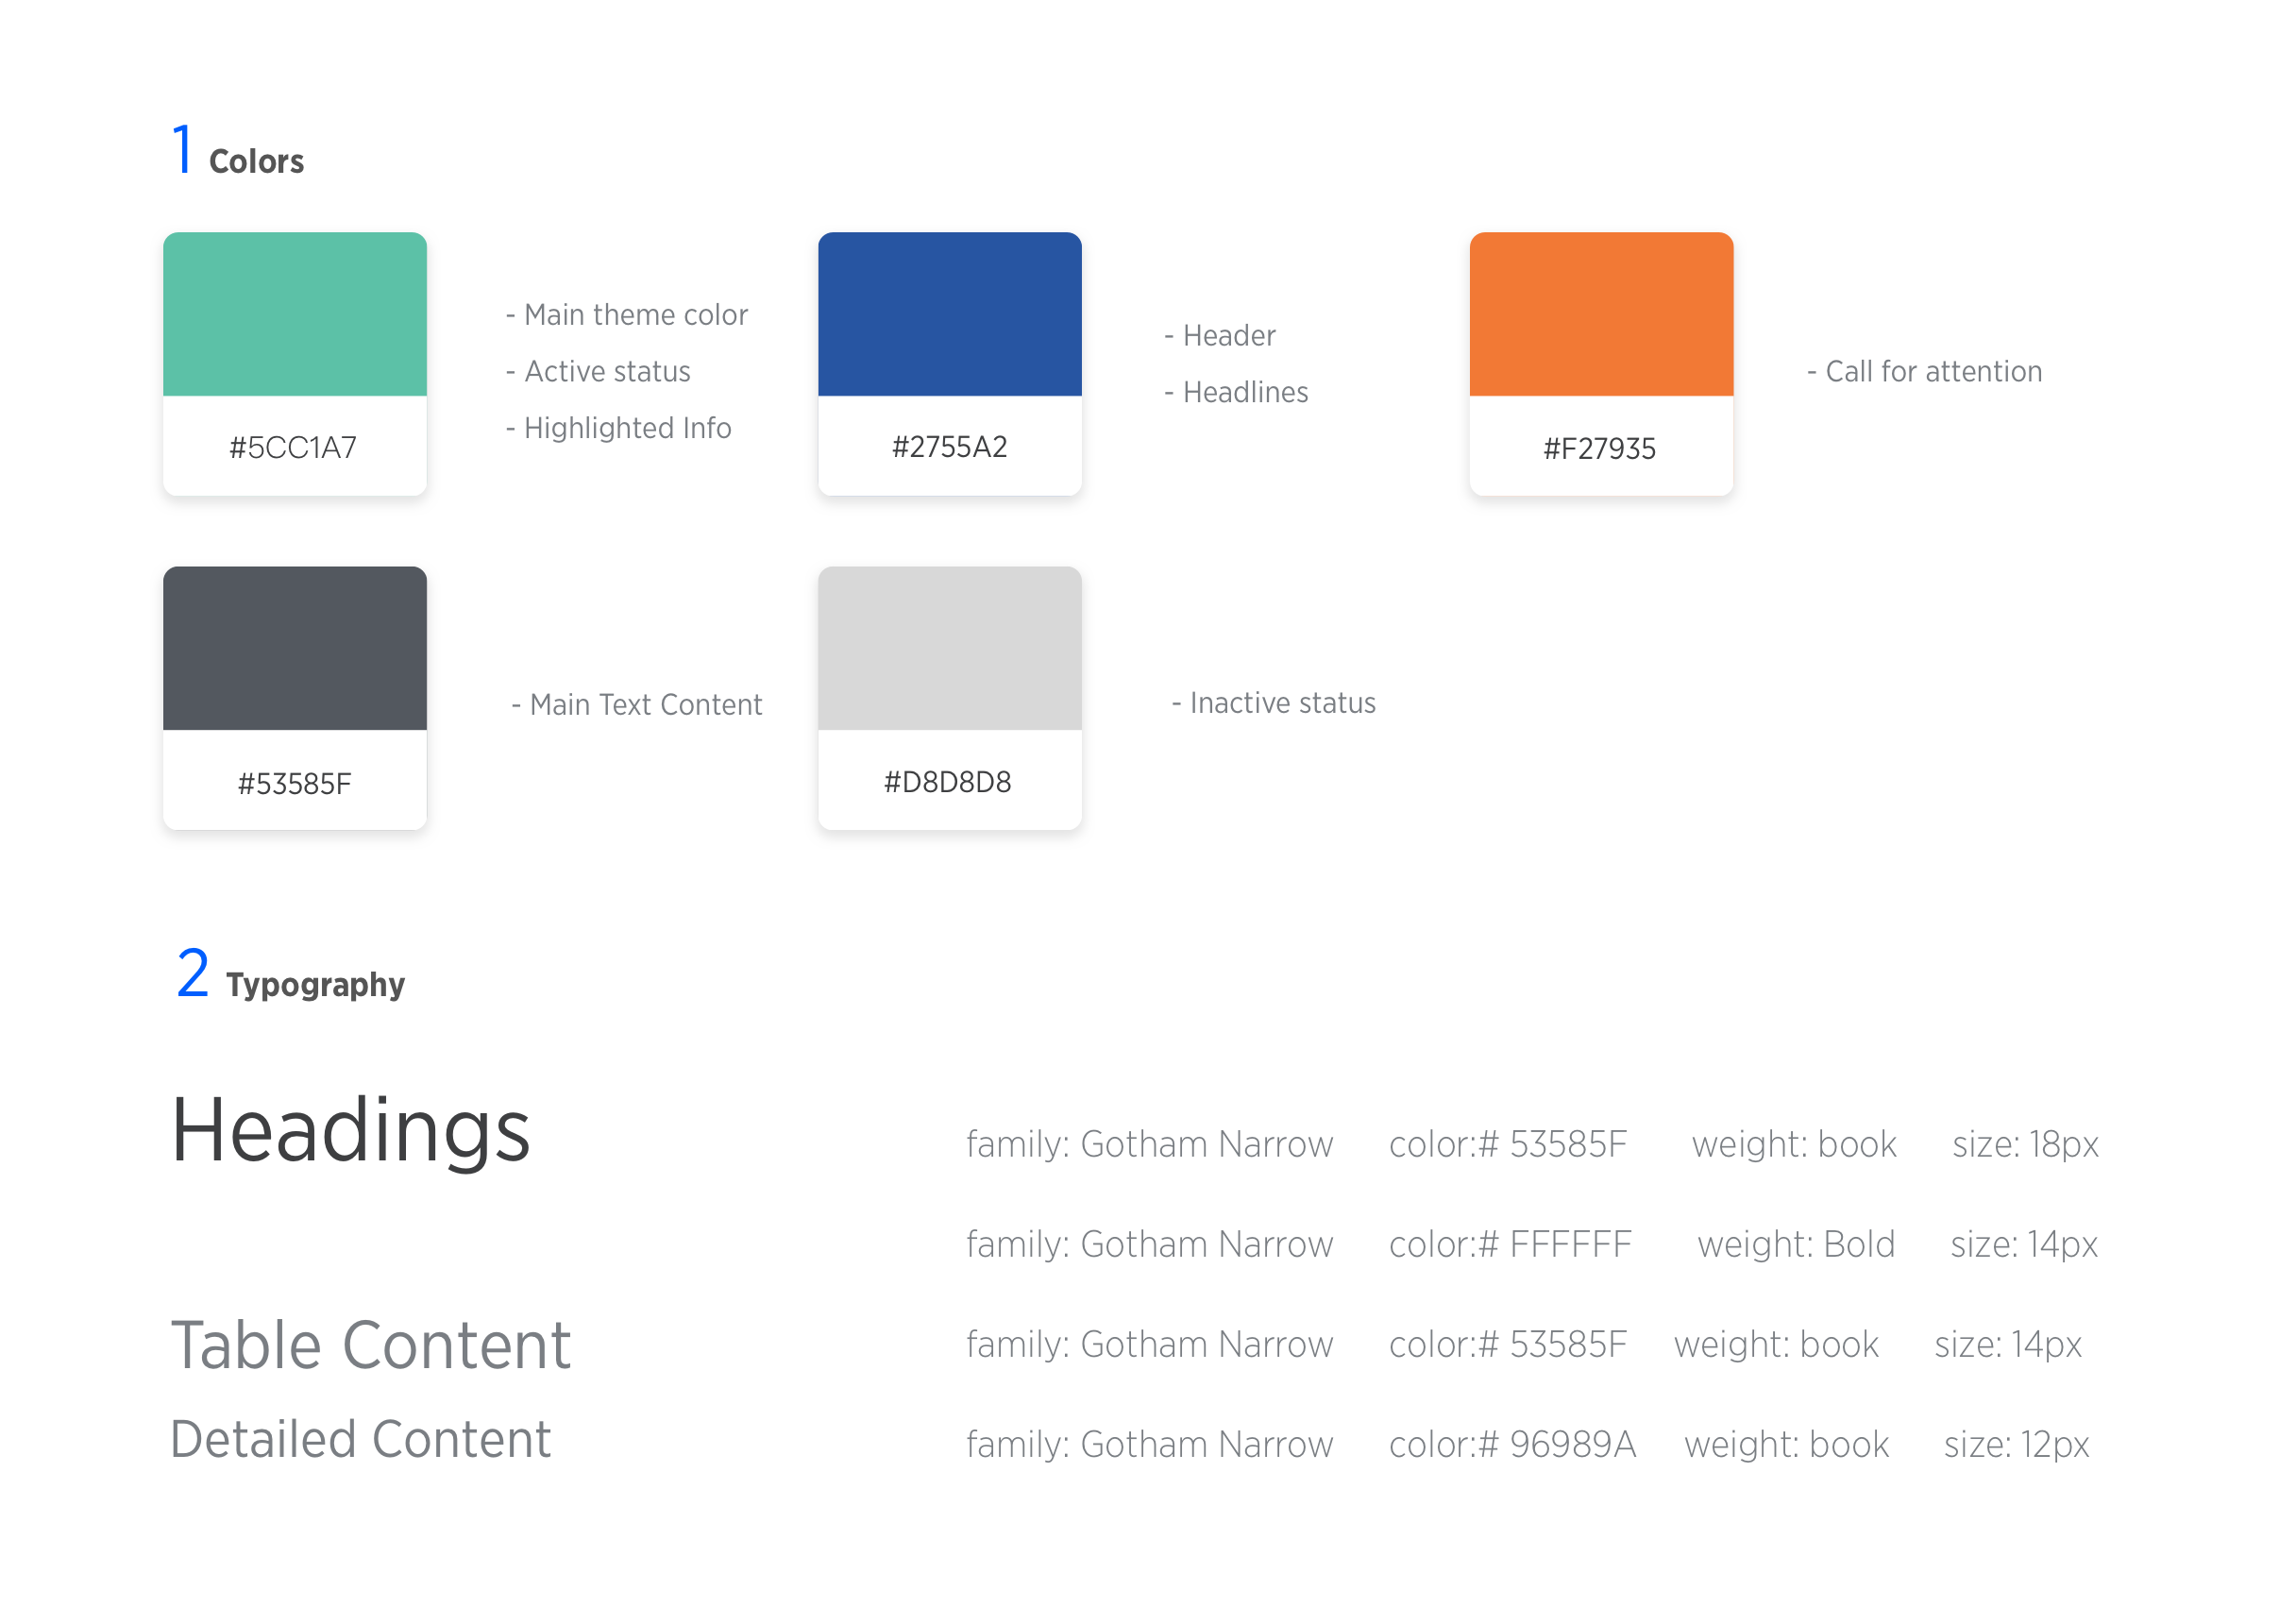 1 Colors
- Main theme color
- Active status
- Highlighted Info
#5CC1A7
- Header
- Headlines
#2755A2
- Call for attention
#F27935
- Main Text Content
#53585F
- Inactive status
#D8D8D8
2 Typography
Headings
family: Gotham Narrow color:# 53585F weight: book size: 18px
family: Gotham Narrow color:# FFFFFF weight: Bold size: 14px
Table Content family: Gotham Narrow color:# 53585F weight: book size: 14px
Detailed Content family: Gotham Narrow color:# 96989A weight: book size: 12px